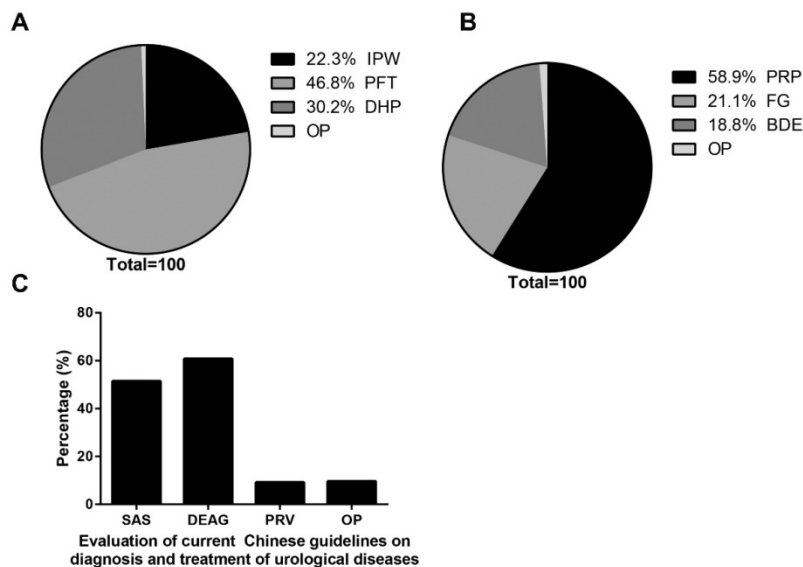 A
22.3% IPW
46.8% PFT
30.2% DHP
OP
Total=100
B
58.9% PRP
21.1% FG
18.8% BDE
OP
Total=100
C
80
60
40
20
0
Percentage (%)
SAS DEAG PRV OP
Evaluation of current Chinese guidelines on
diagnosis and treatment of urological diseases